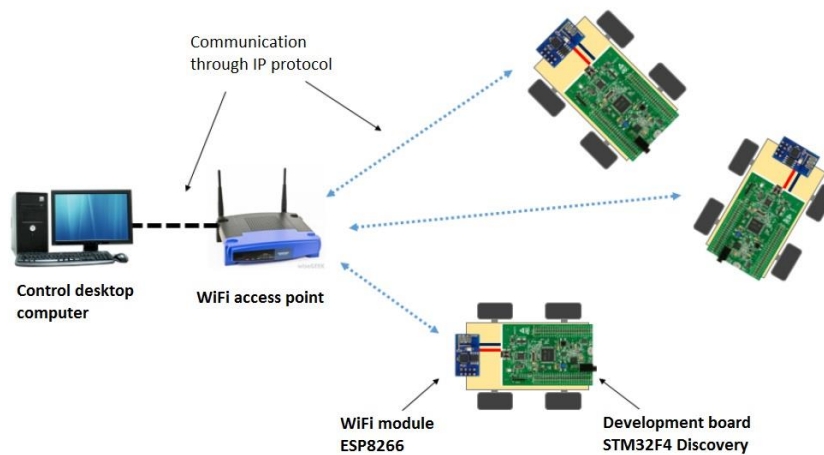 Communication
through IP protocol
Control desktop
computer
WiFi access point
WiFi module
ESP8266
Development board
STM32F4 Discovery